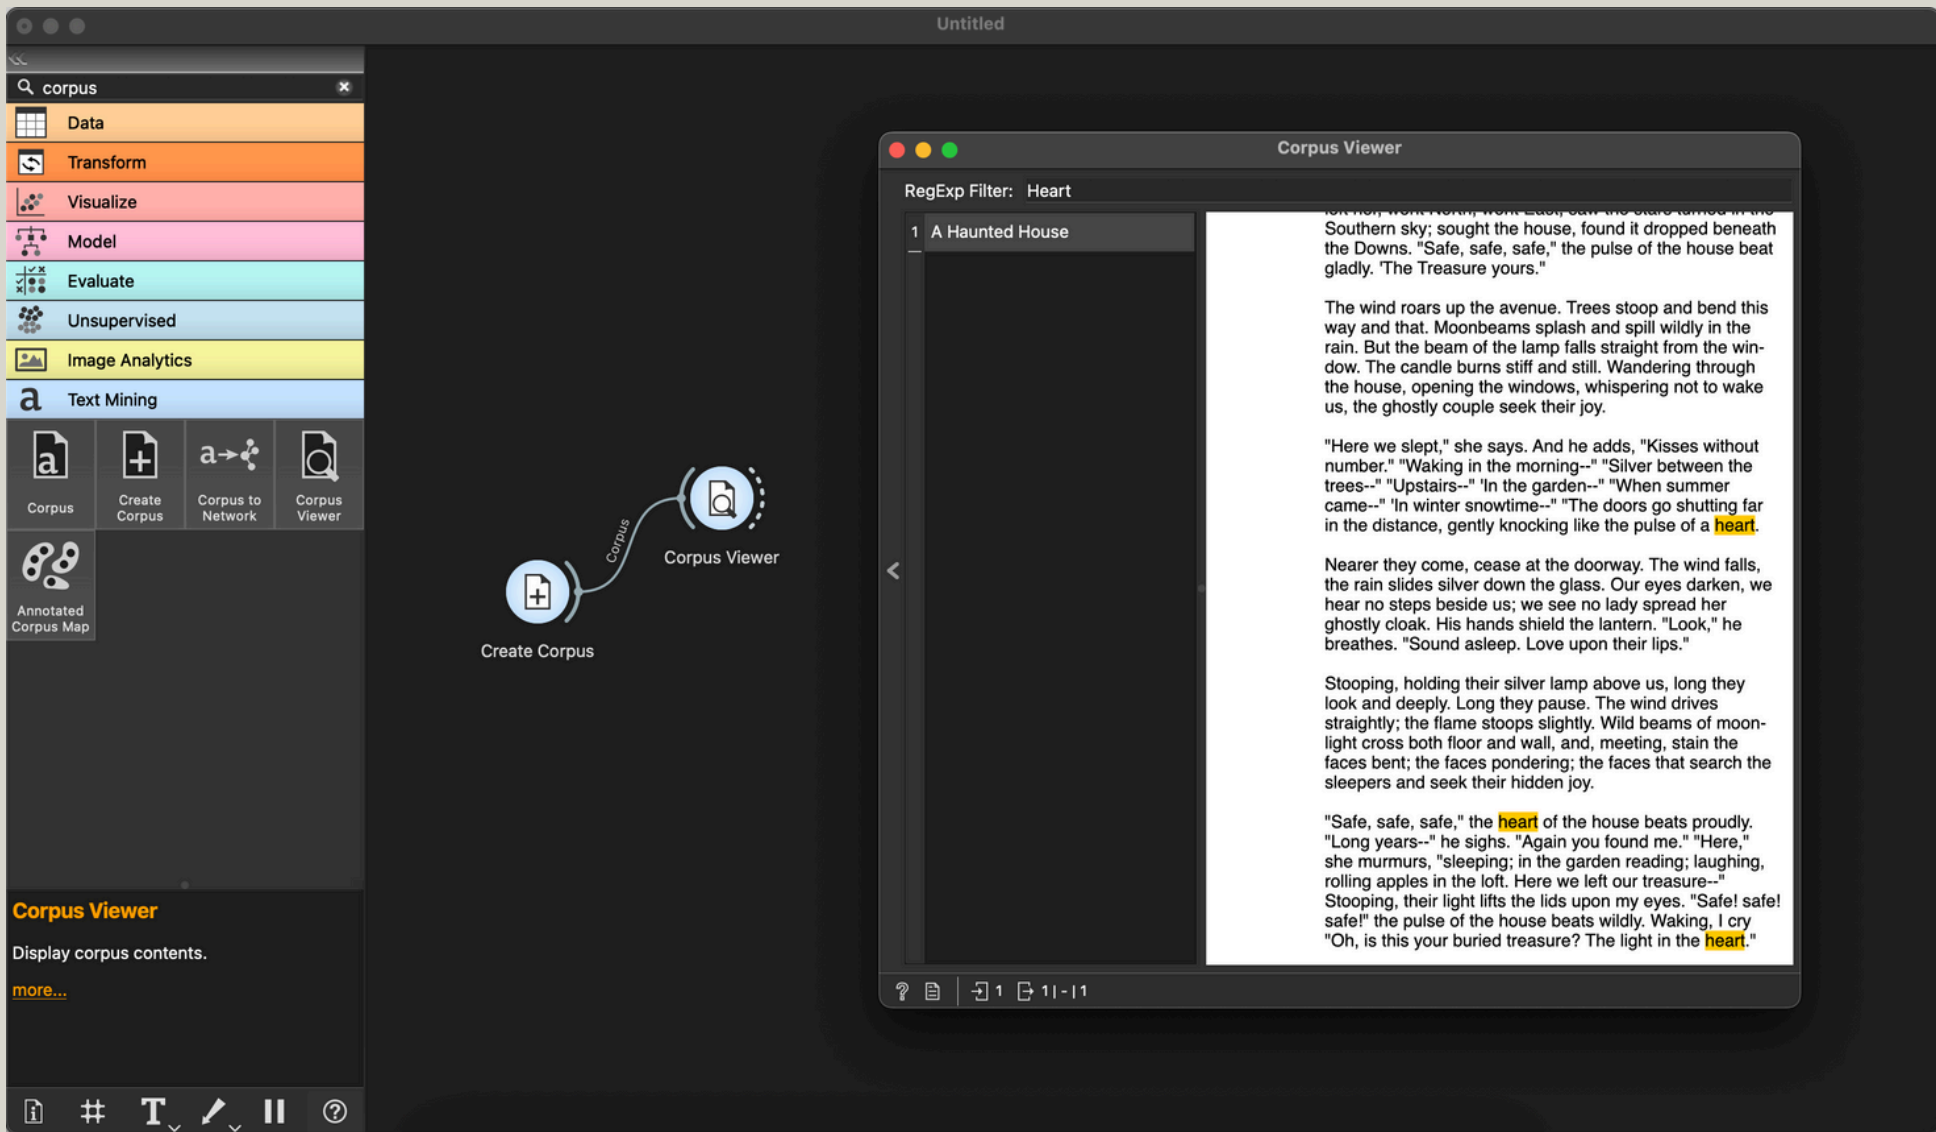 Untitled
corpus
Data
Transform
Visualize
Model
Evaluate
Unsupervised
Image Analytics
Text Mining
Corpus
Create
Corpus
Corpus to
Network
Corpus
Viewer
Annotated
Corpus Map
Corpus Viewer
Display corpus contents.
more...
Corpus
Create Corpus
Corpus Viewer
Corpus Viewer
RegExp Filter: Heart
1 A Haunted House
left her, went North, went East, saw the stars turned in the
Southern sky; sought the house, found it dropped beneath
the Downs. "Safe, safe, safe," the pulse of the house beat
gladly. 'The Treasure yours."
The wind roars up the avenue. Trees stoop and bend this
way and that. Moonbeams splash and spill wildly in the
rain. But the beam of the lamp falls straight from the win-
dow. The candle burns stiff and still. Wandering through
the house, opening the windows, whispering not to wake
us, the ghostly couple seek their joy.
"Here we slept," she says. And he adds, "Kisses without
number." "Waking in the morning--" "Silver between the
trees--" "Upstairs--" 'In the garden--" "When summer
came--" 'In winter snowtime--" "The doors go shutting far
in the distance, gently knocking like the pulse of a heart.
Nearer they come, cease at the doorway. The wind falls,
the rain slides silver down the glass. Our eyes darken, we
hear no steps beside us; we see no lady spread her
ghostly cloak. His hands shield the lantern. "Look," he
breathes. "Sound asleep. Love upon their lips."
Stooping, holding their silver lamp above us, long they
look and deeply. Long they pause. The wind drives
straightly; the flame stoops slightly. Wild beams of moon-
light cross both floor and wall, and, meeting, stain the
faces bent; the faces pondering; the faces that search the
sleepers and seek their hidden joy.
"Safe, safe, safe," the heart of the house beats proudly.
"Long years--" he sighs. "Again you found me." "Here,"
she murmurs, "sleeping; in the garden reading; laughing,
rolling apples in the loft. Here we left our treasure--"
Stooping, their light lifts the lids upon my eyes. "Safe! safe!
safe!" the pulse of the house beats wildly. Waking, I cry
"Oh, is this your buried treasure? The light in the heart."
1 1|-|1